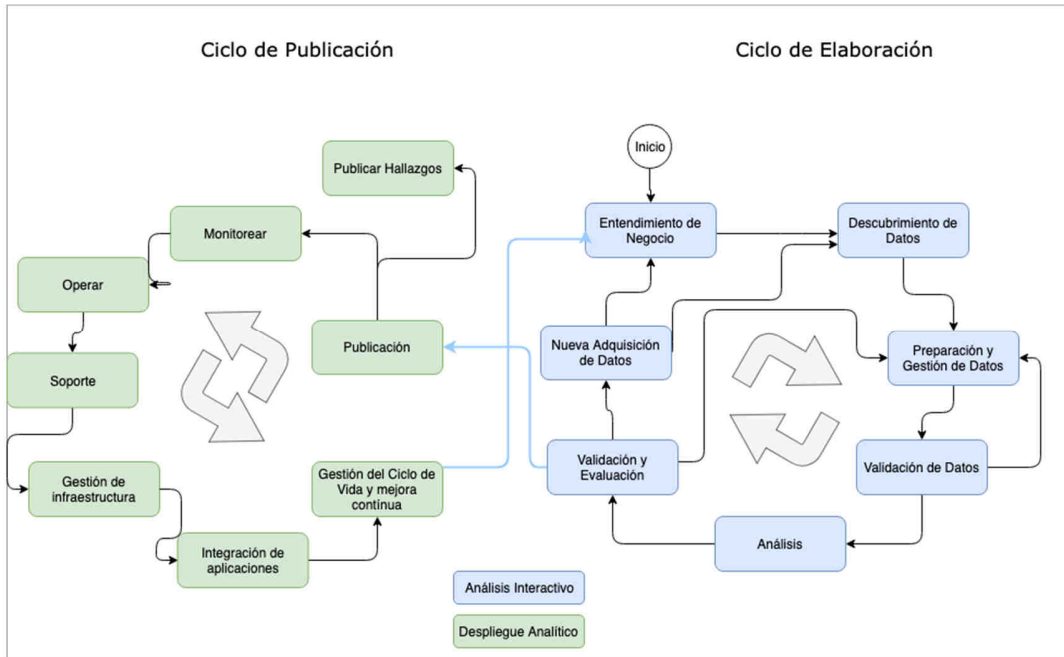 Ciclo de Publicación
Ciclo de Elaboración
Inicio
Publicar Hallazgos
Entendimiento de
Negocio
Descubrimiento de
Datos
Monitorear
Operar
Publicación
Nueva Adquisición
de Datos
Preparación y
Gestión de Datos
Soporte
Gestión de
infraestructura
Gestión del Ciclo de
Vida y mejora
contínua
Validación y
Evaluación
Validación de Datos
Integración de
aplicaciones
Análisis
Análisis Interactivo
Despliegue Analítico